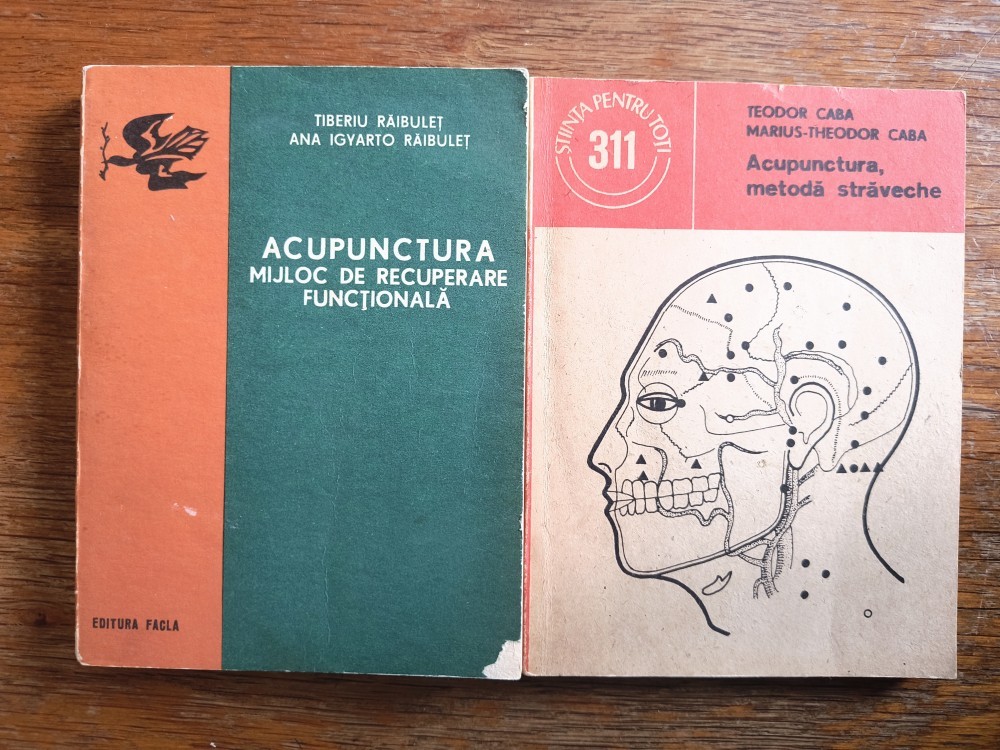 TIBERIU RĂIBULEȚ
ANA IGYARTO RĂIBULEȚ
ACUPUNCTURA
MIJLOC DE RECUPERARE
FUNCȚIONALĂ
EDITURA FACLA
ȘTIINȚA PENTRU TOȚI
311
TEODOR CABA
MARIUS-THEODOR CABA
Acupunctura,
metodă străveche